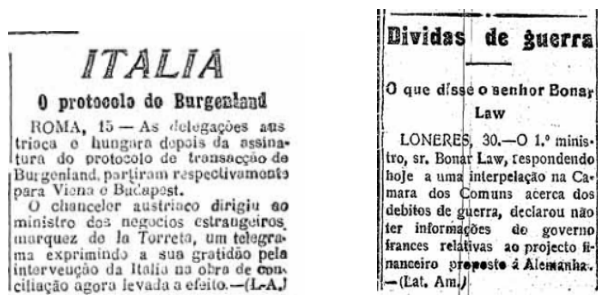 ITALIA
O protocolo do Burgenland
ROMA, 15 — As delegações aus
triaca e hungara depois da assina-
tura do protocolo de transacção de
Burgenland, partiram respectivamente
para Viena e Budapest.
O chanceler austriaco dirigiu ao
ministro dos negocios estrangeiros
marquez de la Torreta, um telegra-
ma exprimindo a sua gratidão pela
intervenção da Italia na obra de con-
ciliação agora levada a efeito.—(L-A.)
Dividas de guerra
O que disse o senhor Bonar
Law
LONERES, 30.—O 1.º minis-
tro, sr. Bonar Law, respondendo
hoje a uma interpelação na Ca-
mara dos Comuns acerca dos
debitos de guerra, declarou não
ter informações do governo
frances relativas ao projecto fi-
nanceiro proposto á Alemanha.
—(Lat. Am.)